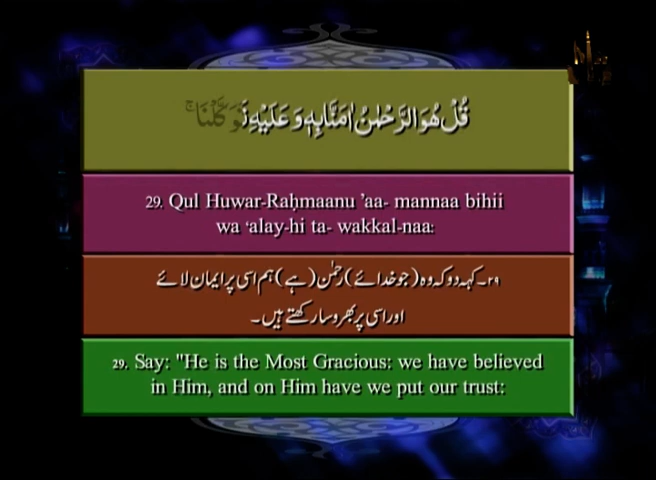 قُلْ هُوَ الرَّحْمٰنُ اٰمَنَّا بِهٖ وَ عَلَیْهِ تَوَكَّلْنَا ۚ
29. Qul Huwar-Raḥmaanu 'aa- mannaa bihii
wa ‘alay-hi ta- wakkal-naa:
۲۹۔ کہہ دو کہ وہ (جو خدائے) رحمٰن (ہے) ہم اسی پر ایمان لائے
اور اسی پر بھروسا رکھتے ہیں۔
29. Say: "He is the Most Gracious: we have believed
in Him, and on Him have we put our trust: